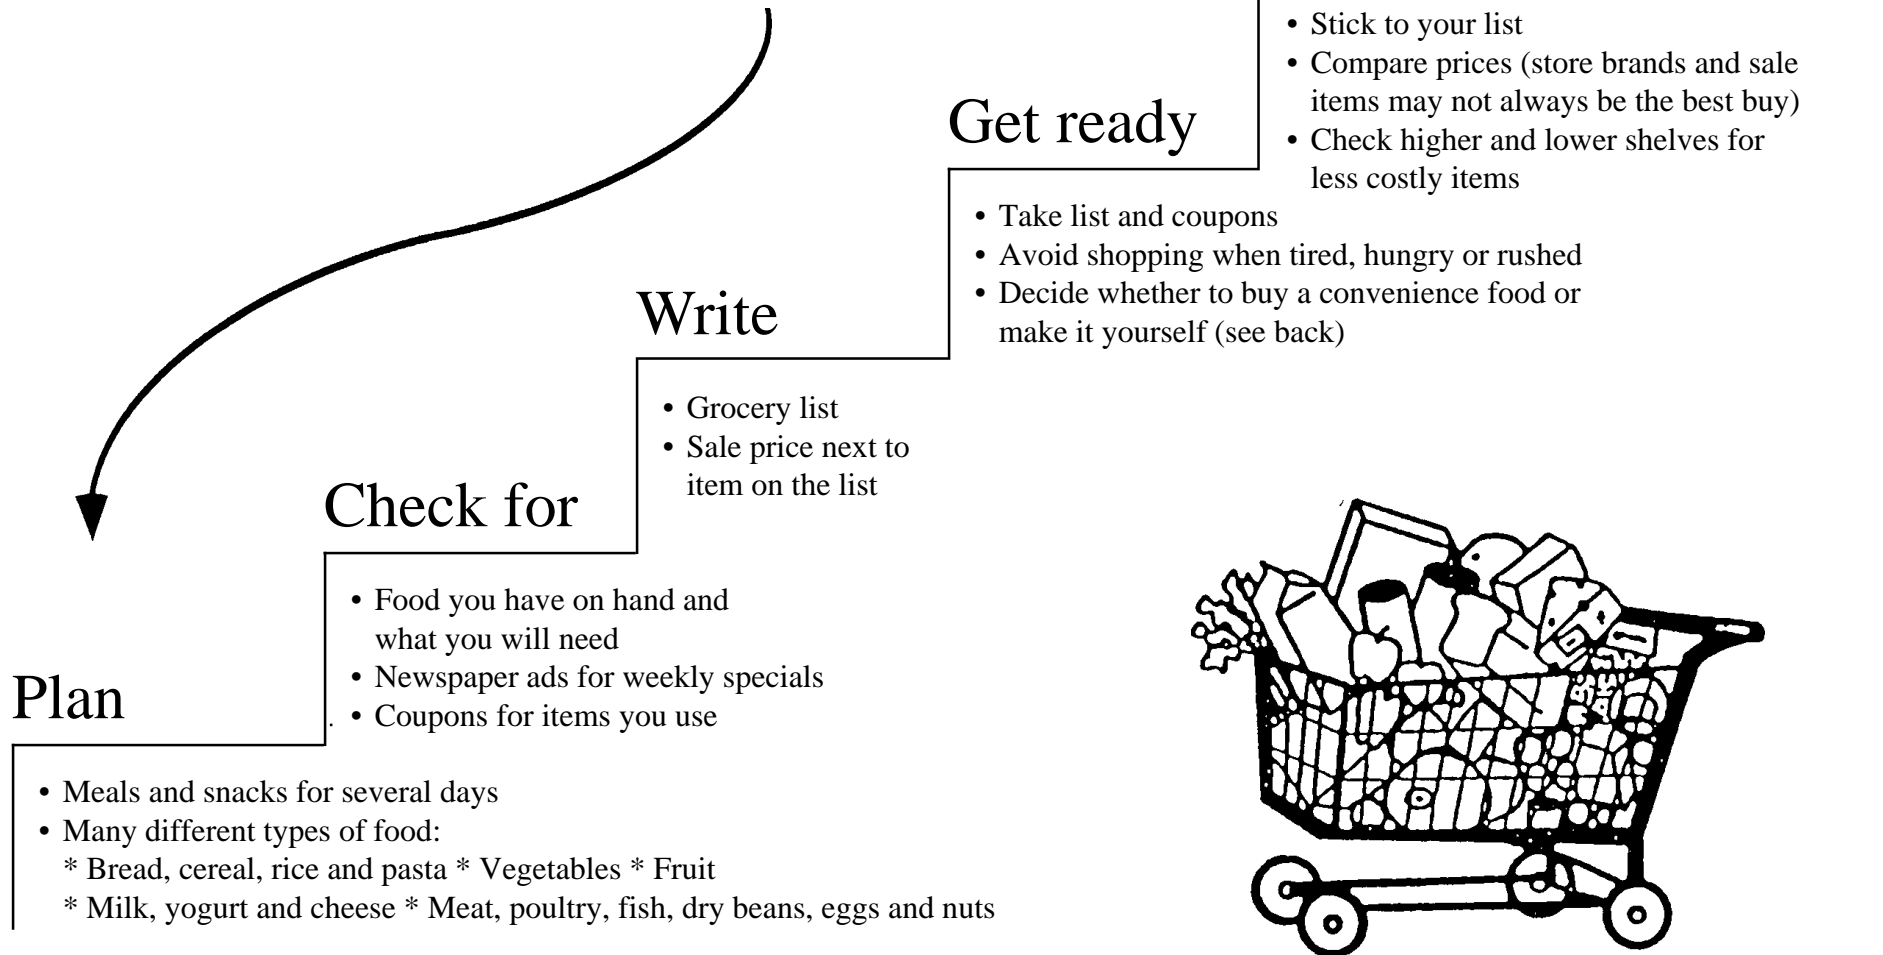 • Stick to your list
• Compare prices (store brands and sale
items may not always be the best buy)
• Check higher and lower shelves for
less costly items
Get ready
• Take list and coupons
• Avoid shopping when tired, hungry or rushed
• Decide whether to buy a convenience food or
make it yourself (see back)
Write
• Grocery list
• Sale price next to
item on the list
Check for
• Food you have on hand and
what you will need
• Newspaper ads for weekly specials
• Coupons for items you use
Plan
• Meals and snacks for several days
• Many different types of food:
* Bread, cereal, rice and pasta * Vegetables * Fruit
* Milk, yogurt and cheese * Meat, poultry, fish, dry beans, eggs and nuts